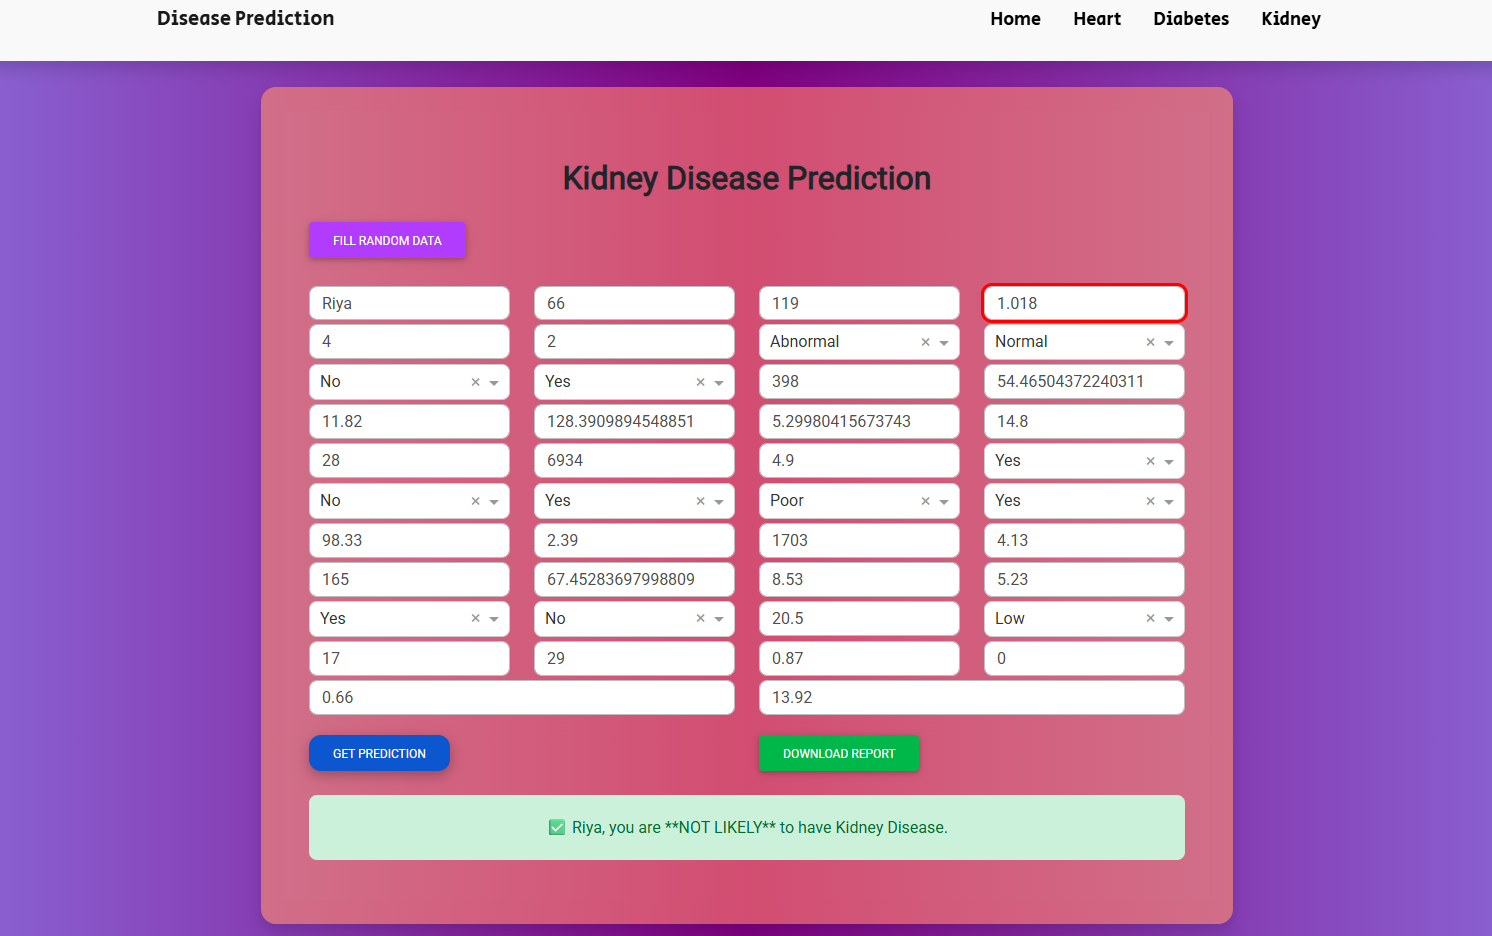 Disease Prediction Home Heart Diabetes Kidney
Kidney Disease Prediction
FILL RANDOM DATA
Riya 66 119 1.018
4 2 Abnormal × Normal ×
No × Yes × 398 54.46504372240311
11.82 128.3909894548851 5.29980415673743 14.8
28 6934 4.9 Yes ×
No × Yes × Poor × Yes ×
98.33 2.39 1703 4.13
165 67.45283697998809 8.53 5.23
Yes × No × 20.5 Low ×
17 29 0.87 0
0.66 13.92
GET PREDICTION DOWNLOAD REPORT
✅ Riya, you are **NOT LIKELY** to have Kidney Disease.